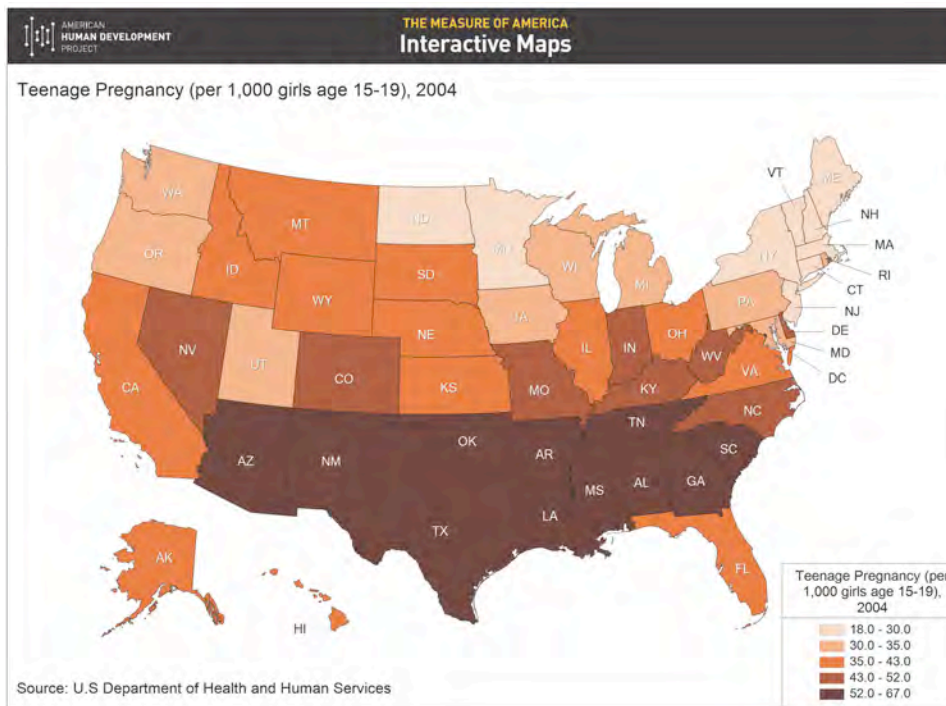 AMERICAN
HUMAN DEVELOPMENT
PROJECT
THE MEASURE OF AMERICA
Interactive Maps
Teenage Pregnancy (per 1,000 girls age 15-19), 2004
WA
MT
ND
MN
ME
VT
NH
OR
ID
SD
WI
MI
NY
MA
RI
CT
WY
NE
IA
PA
NJ
NV
UT
CO
KS
IL
IN
OH
WV
VA
DE
MD
DC
CA
MO
KY
NC
AZ
NM
OK
AR
TN
SC
TX
LA
MS
AL
GA
FL
AK
HI
Teenage Pregnancy (per
1,000 girls age 15-19),
2004
18.0 - 30.0
30.0 - 35.0
35.0 - 43.0
43.0 - 52.0
52.0 - 67.0
Source: U.S Department of Health and Human Services